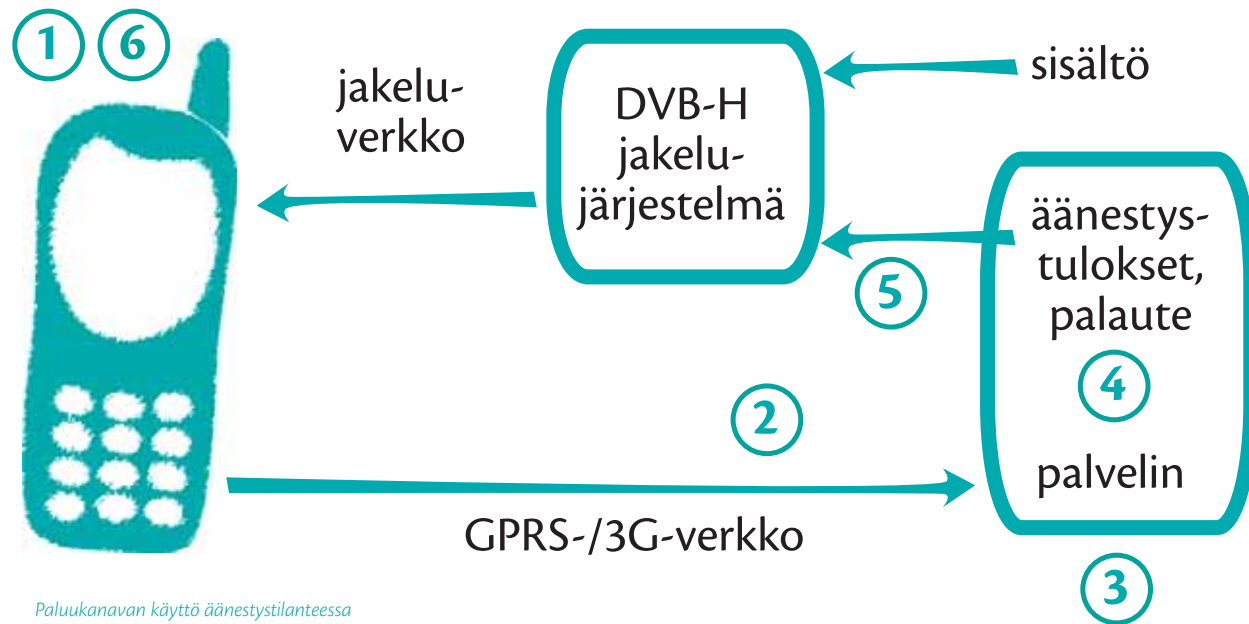 1 6
jakelu-
verkko
DVB-H
jakelu-
järjestelmä
sisältö
äänestys-
tulokset,
palaute
5
4
2
palvelin
GPRS-/3G-verkko
3
Paluukanavan käyttö äänestystilanteessa